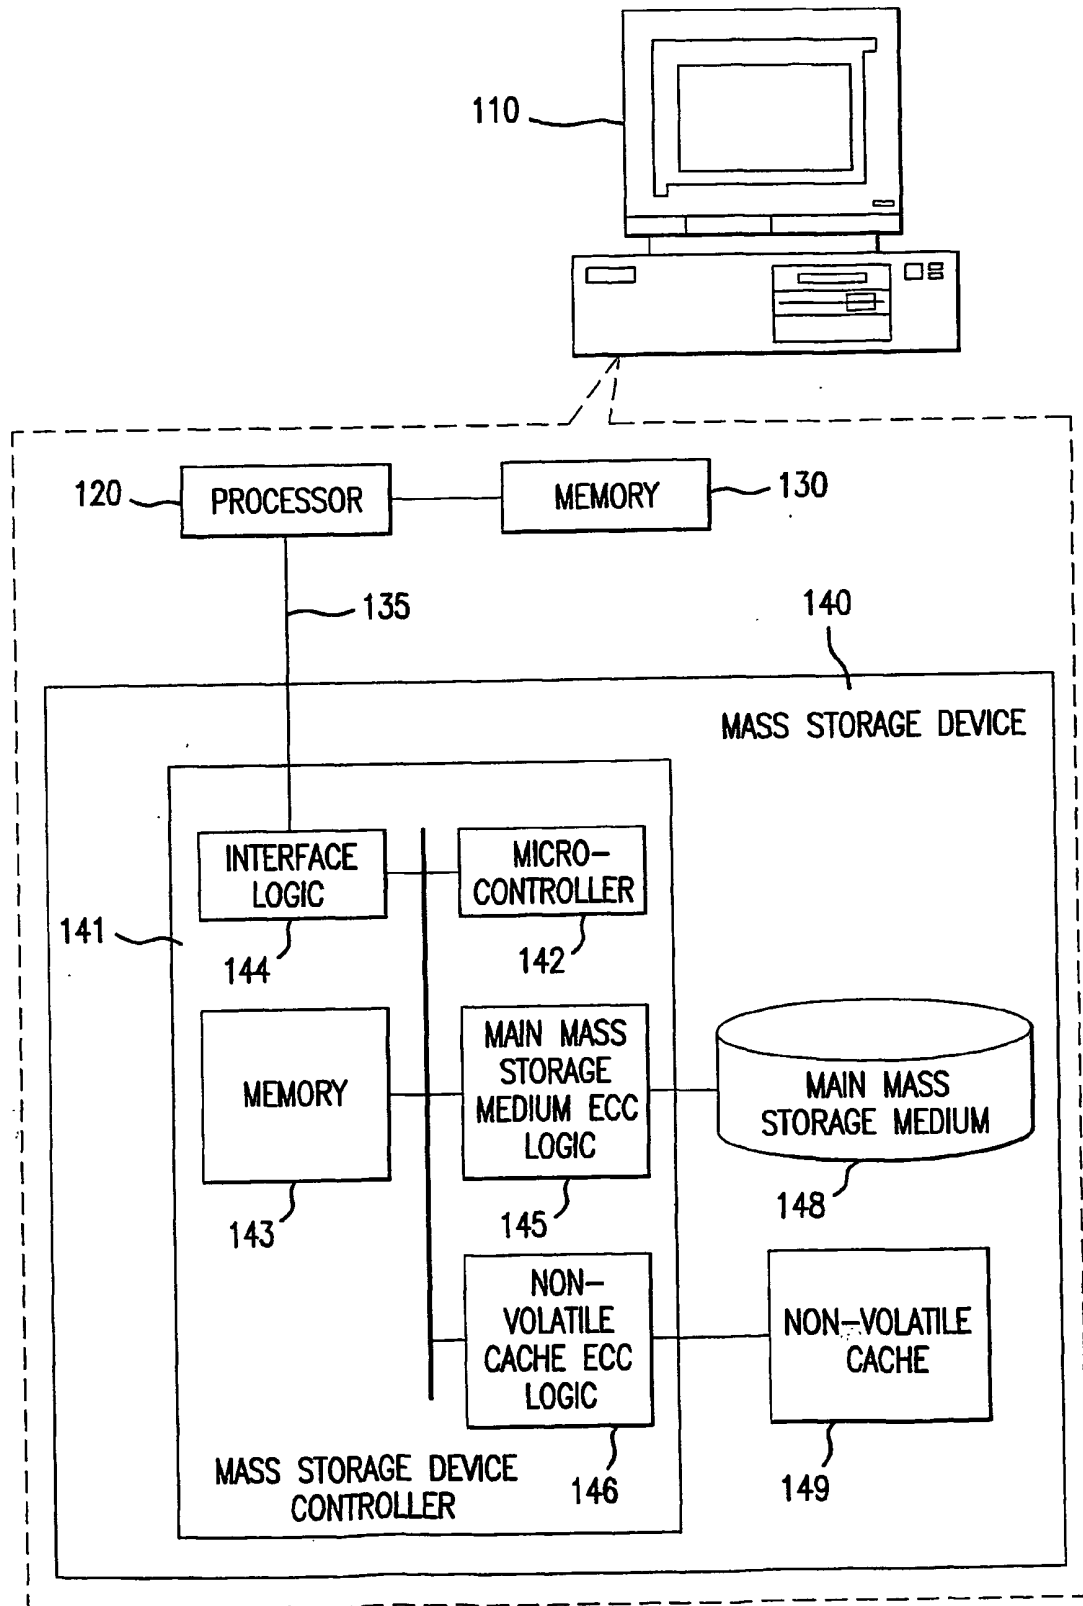 110
120
PROCESSOR
MEMORY
130
135
140
MASS STORAGE DEVICE
INTERFACE
LOGIC
MICRO-
CONTROLLER
141
144
142
MEMORY
MAIN MASS
STORAGE
MEDIUM ECC
LOGIC
MAIN MASS
STORAGE MEDIUM
143
145
148
NON-
VOLATILE
CACHE ECC
LOGIC
NON-VOLATILE
CACHE
MASS STORAGE DEVICE
CONTROLLER
146
149